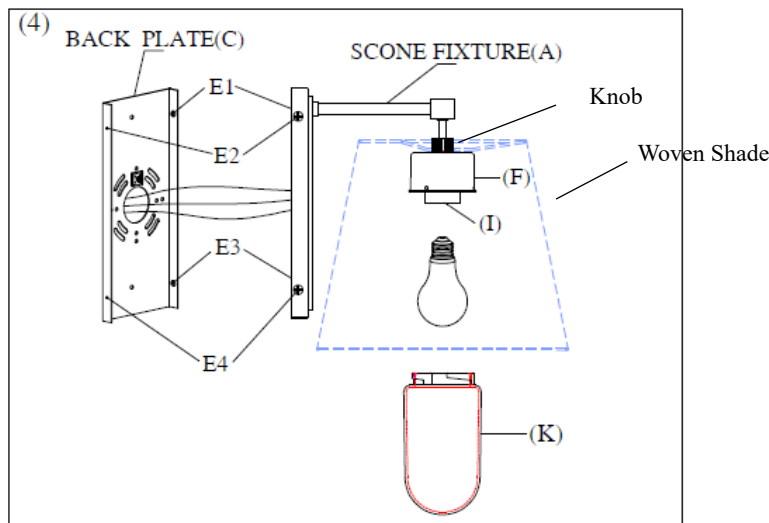 (4)
BACK PLATE(C)
SCONE FIXTURE(A)
E1
Knob
E2
Woven Shade
(F)
(I)
E3
E4
(K)